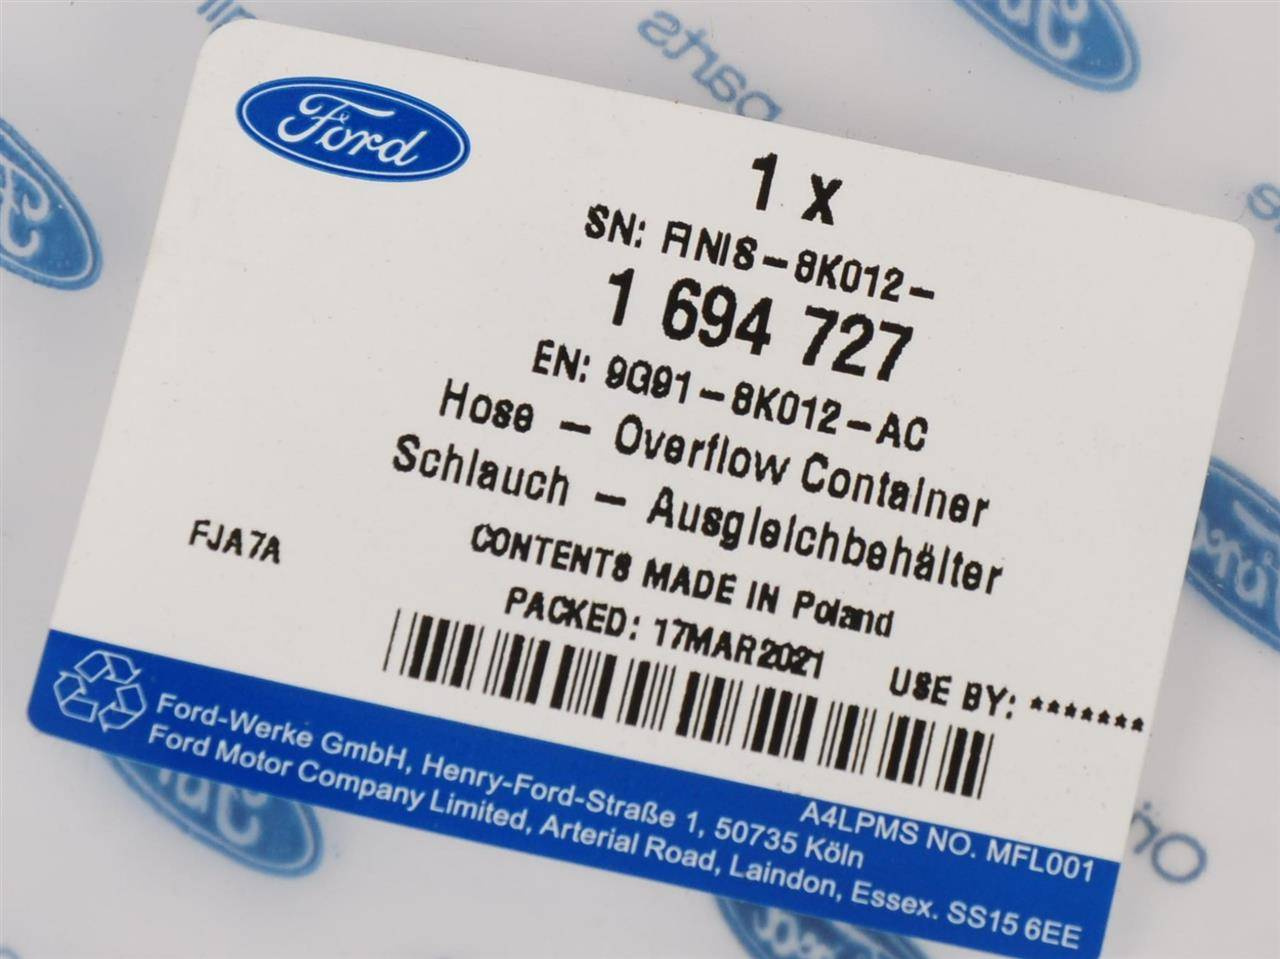 Ford
1 x
SN: FINIS-8K012-
1 694 727
EN: 9G91-8K012-AC
Hose - Overflow Container
Schlauch - Ausgleichbehälter
FJA7A
CONTENTS MADE IN Poland
PACKED: 17MAR2021
USE BY: *******
A4LPMS NO. MFL001
Ford-Werke GmbH, Henry-Ford-Straße 1, 50735 Köln
Ford Motor Company Limited, Arterial Road, Laindon, Essex. SS15 6EE
parts